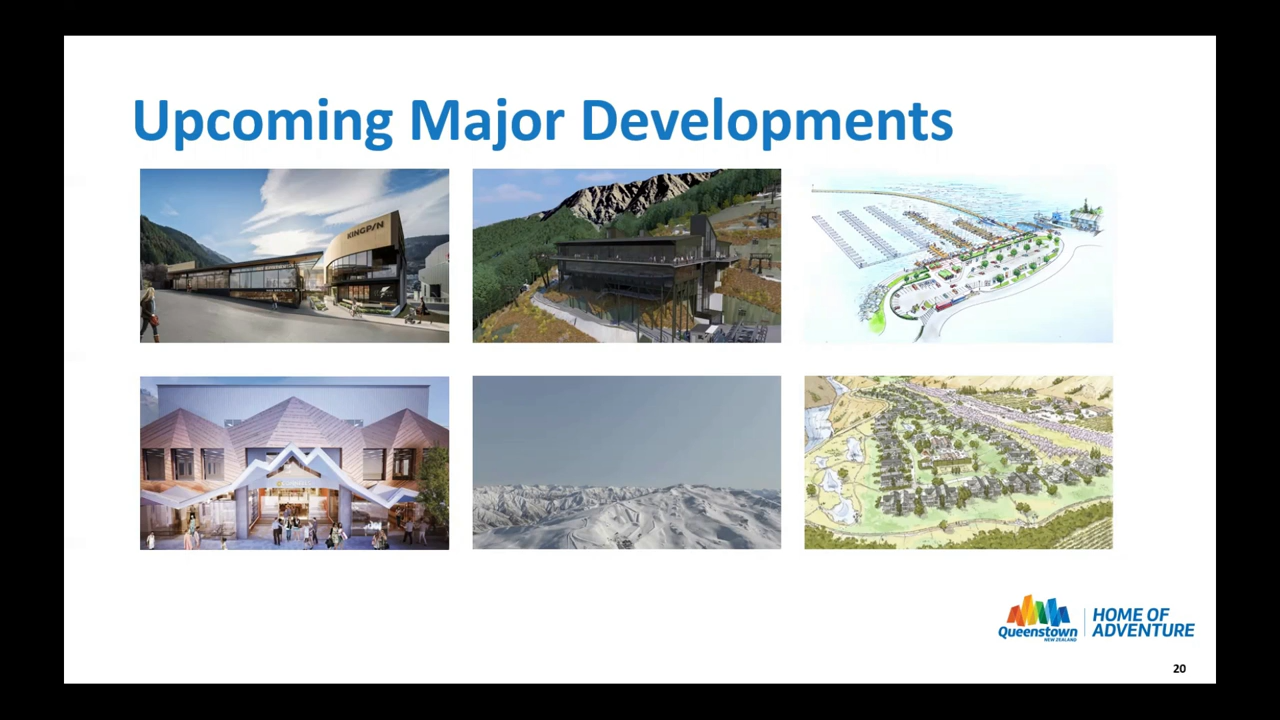 Upcoming Major Developments
KINGPIN
Queenstown
NEW ZEALAND
HOME OF
ADVENTURE
20